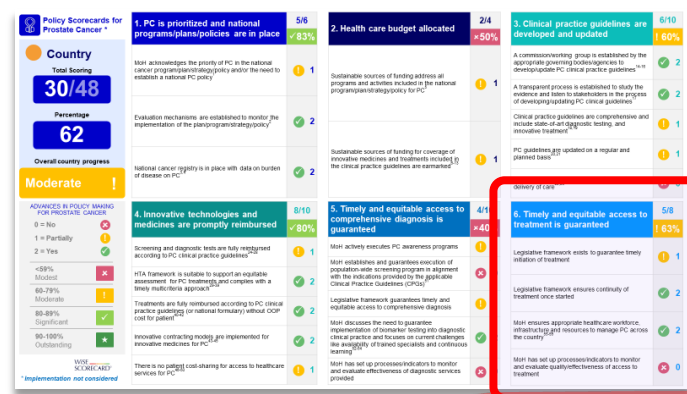 Policy Scorecards for
Prostate Cancer *
Country
Total Scoring
30/48
Percentage
62
Overall country progress
Moderate !
ADVANCES IN POLICY MAKING
FOR PROSTATE CANCER
0 = No
1 = Partially
2 = Yes
<59%
Modest
60-79%
Moderate
80-89%
Significant
90-100%
Outstanding
WISE
SCORECARD
*Implementation not considered
1. PC is prioritized and national
programs/plans/policies are in place
5/6
83%
MoH acknowledges the priority of PC in the national
cancer program/plan/strategy/policy and/or the need to
establish a national PC policy
1
Evaluation mechanisms are established to monitor the
implementation of the plan/program/strategy/policy
2
National cancer registry is in place with data on burden
of disease on PC
2
2. Health care budget allocated
2/4
50%
Sustainable sources of funding address all
programs and activities included in the national
program/plan/strategy/policy for PC
1
Sustainable sources of funding for coverage of
innovative medicines and treatments included in
the clinical practice guidelines are earmarked
1
3. Clinical practice guidelines are
developed and updated
6/10
! 60%
A commission/working group is established by the
appropriate governing bodies/agencies to
develop/update PC clinical practice guidelines
2
A transparent process is established to study the
evidence and listen to stakeholders in the process
of developing/updating PC clinical guidelines
2
Clinical practice guidelines are comprehensive and
include state-of-art diagnostic testing, and
innovative treatment
1
PC guidelines are updated on a regular and
planned basis
1
delivery of care
4. Innovative technologies and
medicines are promptly reimbursed
8/10
80%
Screening and diagnostic tests are fully reimbursed
according to PC clinical practice guidelines
1
HTA framework is suitable to support an equitable
assessment for PC treatments and complies with a
timely multicriteria approach
2
Treatments are fully reimbursed according to PC clinical
practice guidelines (or national formulary) without OOP
cost for patient
2
Innovative contracting models are implemented for
innovative medicines for PC
2
There is no patient cost-sharing for access to healthcare
services for PC
1
5. Timely and equitable access to
comprehensive diagnosis is
guaranteed
4/1
40
MoH actively executes PC awareness programs
MoH establishes and guarantees execution of
population-wide screening program in alignment
with the indications provided by the applicable
Clinical Practice Guidelines (CPGs)
Legislative framework guarantees timely and
equitable access to comprehensive diagnosis
MoH discusses the need to guarantee
implementation of biomarker testing into diagnostic
clinical practice and focuses on current challenges
like availability of trained specialists and continuous
learning
MoH has set up processes/indicators to monitor
and evaluate effectiveness of diagnostic services
provided
6. Timely and equitable access to
treatment is guaranteed
5/8
! 63%
Legislative framework exists to guarantee timely
initiation of treatment
1
Legislative framework ensures continuity of
treatment once started
2
MoH ensures appropriate healthcare workforce,
infrastructure and resources to manage PC across
the country
2
MoH has set up processes/indicators to monitor
and evaluate quality/effectiveness of access to
treatment
0